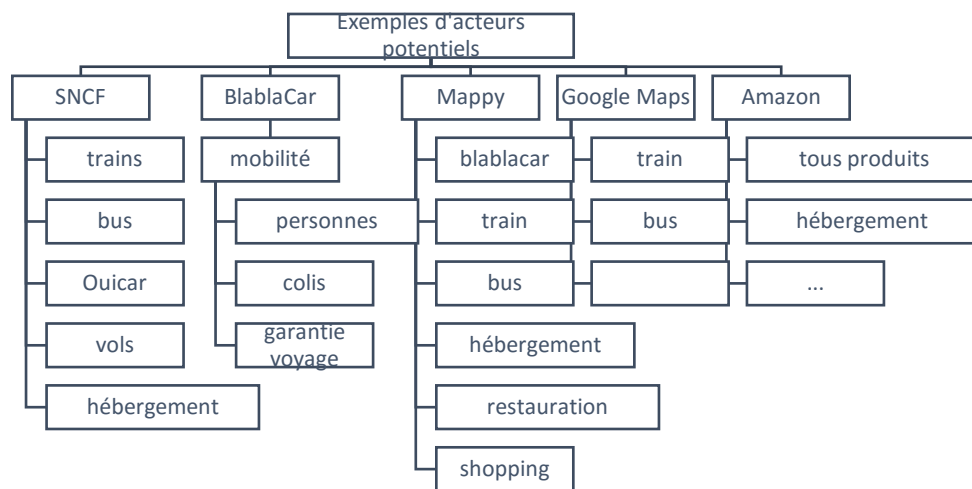 Exemples d'acteurs
potentiels
SNCF
BlablaCar
Mappy
Google Maps
Amazon
trains
mobilité
blablacar
train
tous produits
bus
personnes
train
bus
hébergement
Ouicar
colis
bus
...
vols
garantie
voyage
hébergement
hébergement
restauration
shopping